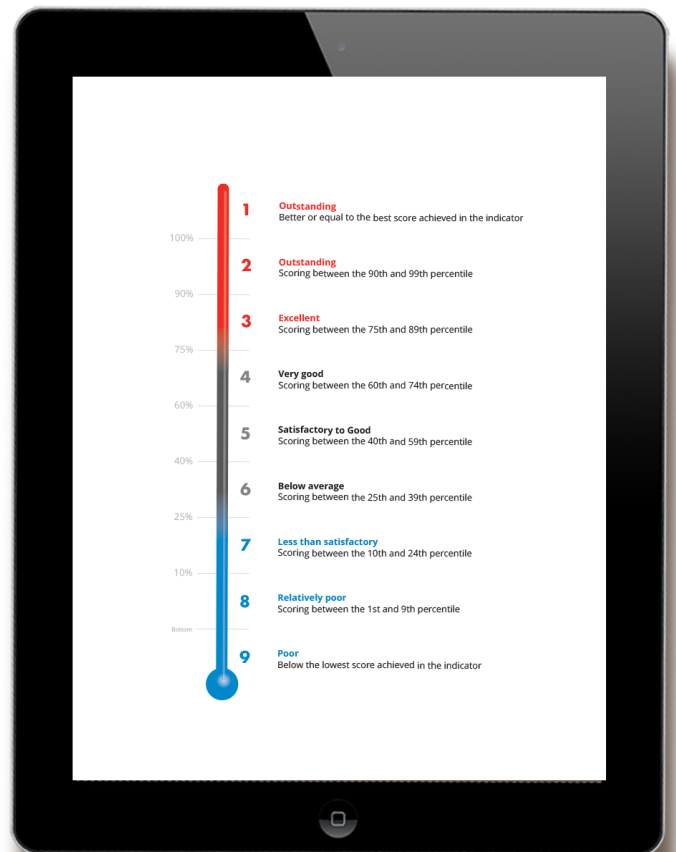 1
Outstanding
Better or equal to the best score achieved in the indicator
100%
2
Outstanding
Scoring between the 90th and 99th percentile
90%
3
Excellent
Scoring between the 75th and 89th percentile
75%
4
Very good
Scoring between the 60th and 74th percentile
60%
5
Satisfactory to Good
Scoring between the 40th and 59th percentile
40%
6
Below average
Scoring between the 25th and 39th percentile
25%
7
Less than satisfactory
Scoring between the 10th and 24th percentile
10%
8
Relatively poor
Scoring between the 1st and 9th percentile
Bottom
9
Poor
Below the lowest score achieved in the indicator